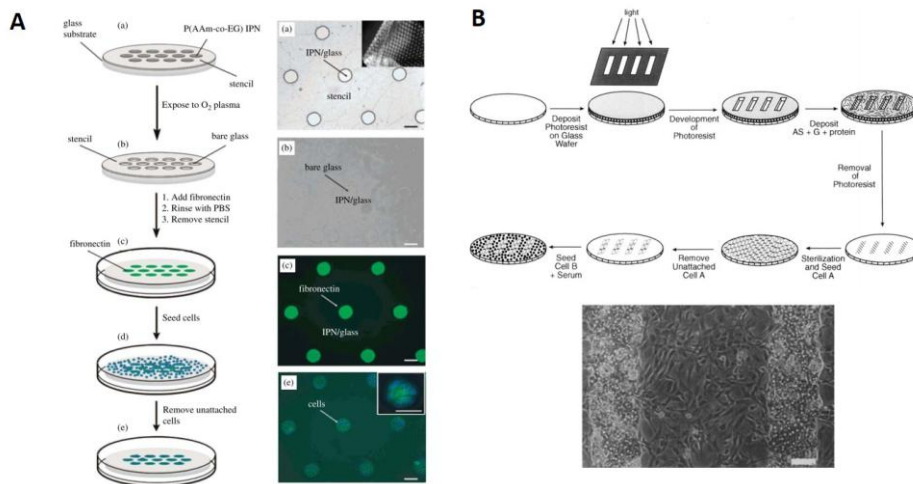 A
(a)
glass
substrate
P(AAm-co-EG) IPN
stencil
Expose to O2 plasma
stencil
(b)
bare glass
1. Add fibronectin
2. Rinse with PBS
3. Remove stencil
fibronectin
(c)
Seed cells
(d)
Remove unattached
cells
(e)
(a)
IPN/glass
stencil
(b)
bare glass
IPN/glass
(c)
fibronectin
IPN/glass
(e)
cells
B
light
Deposit
Photoresist
on Glass
Wafer
Development
of Photoresist
Deposit
AS + G + protein
Removal
of
Photoresist
Seed
Cell B
+ Serum
Remove
Unattached
Cell A
Sterilization
and Seed
Cell A